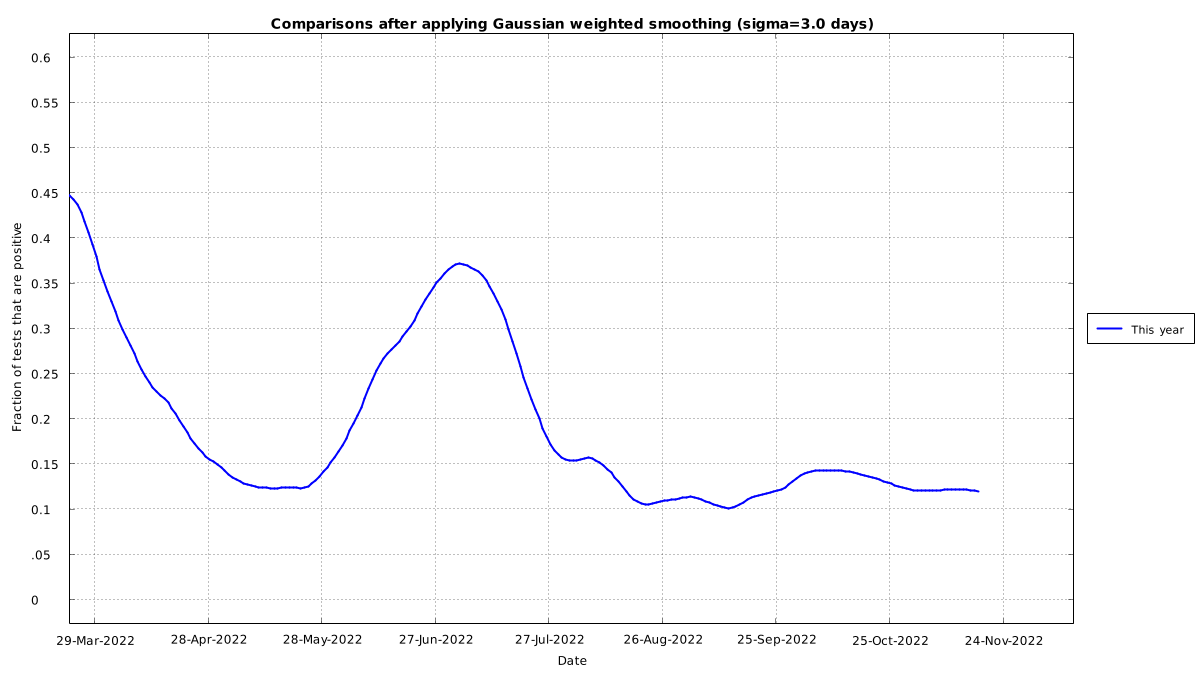 Comparisons after applying Gaussian weighted smoothing (sigma=3.0 days)
0.6
0.55
0.5
0.45
0.4
0.35
0.3
0.25
0.2
0.15
0.1
.05
0
Fraction of tests that are positive
This year
29-Mar-2022 28-Apr-2022 28-May-2022 27-Jun-2022 27-Jul-2022 26-Aug-2022 25-Sep-2022 25-Oct-2022 24-Nov-2022
Date